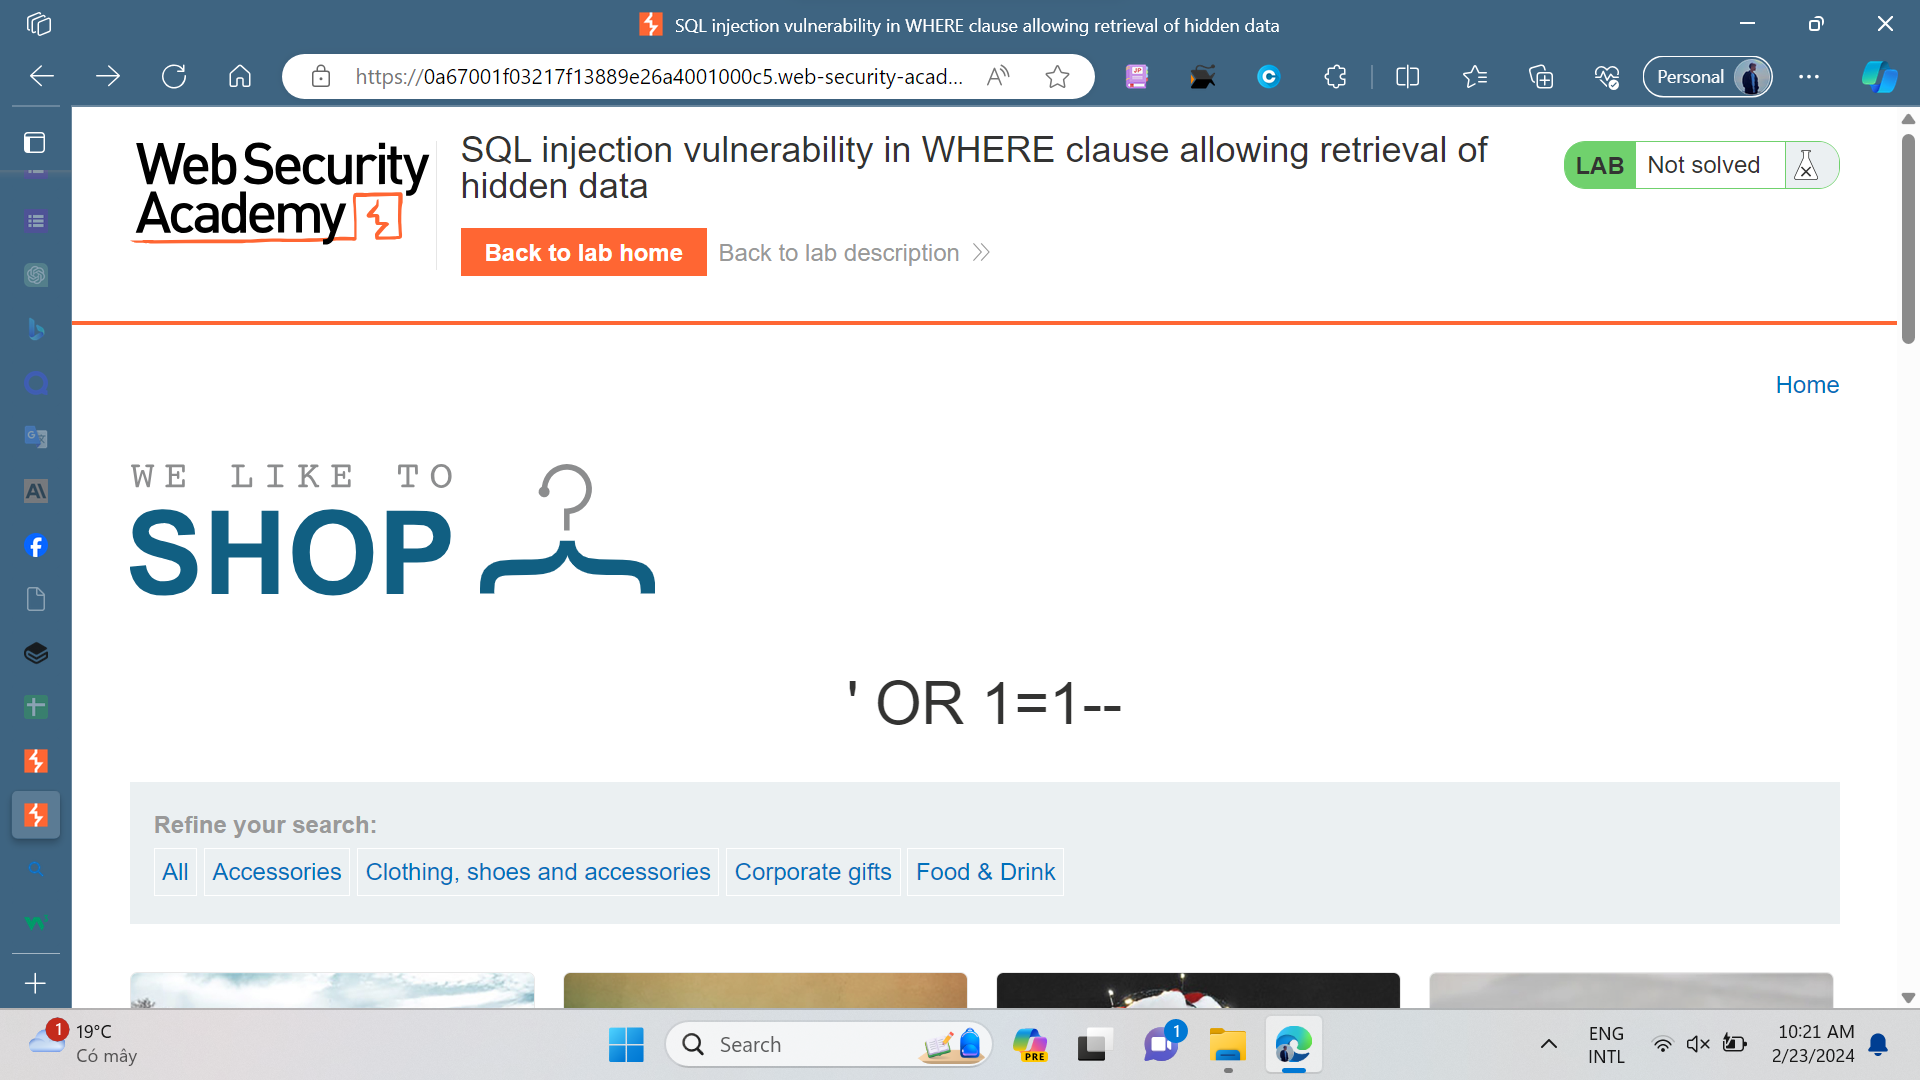 SQL injection vulnerability in WHERE clause allowing retrieval of hidden data
https://0a67001f03217f13889e26a4001000c5.web-security-acad...
Personal
Web Security
Academy
SQL injection vulnerability in WHERE clause allowing retrieval of
hidden data
LAB Not solved
Back to lab home Back to lab description
Home
WE LIKE TO
SHOP
' OR 1=1--
Refine your search:
All Accessories Clothing, shoes and accessories Corporate gifts Food & Drink
1 19°C
Có mây
Search
PRE
1
ENG
INTL
10:21 AM
2/23/2024